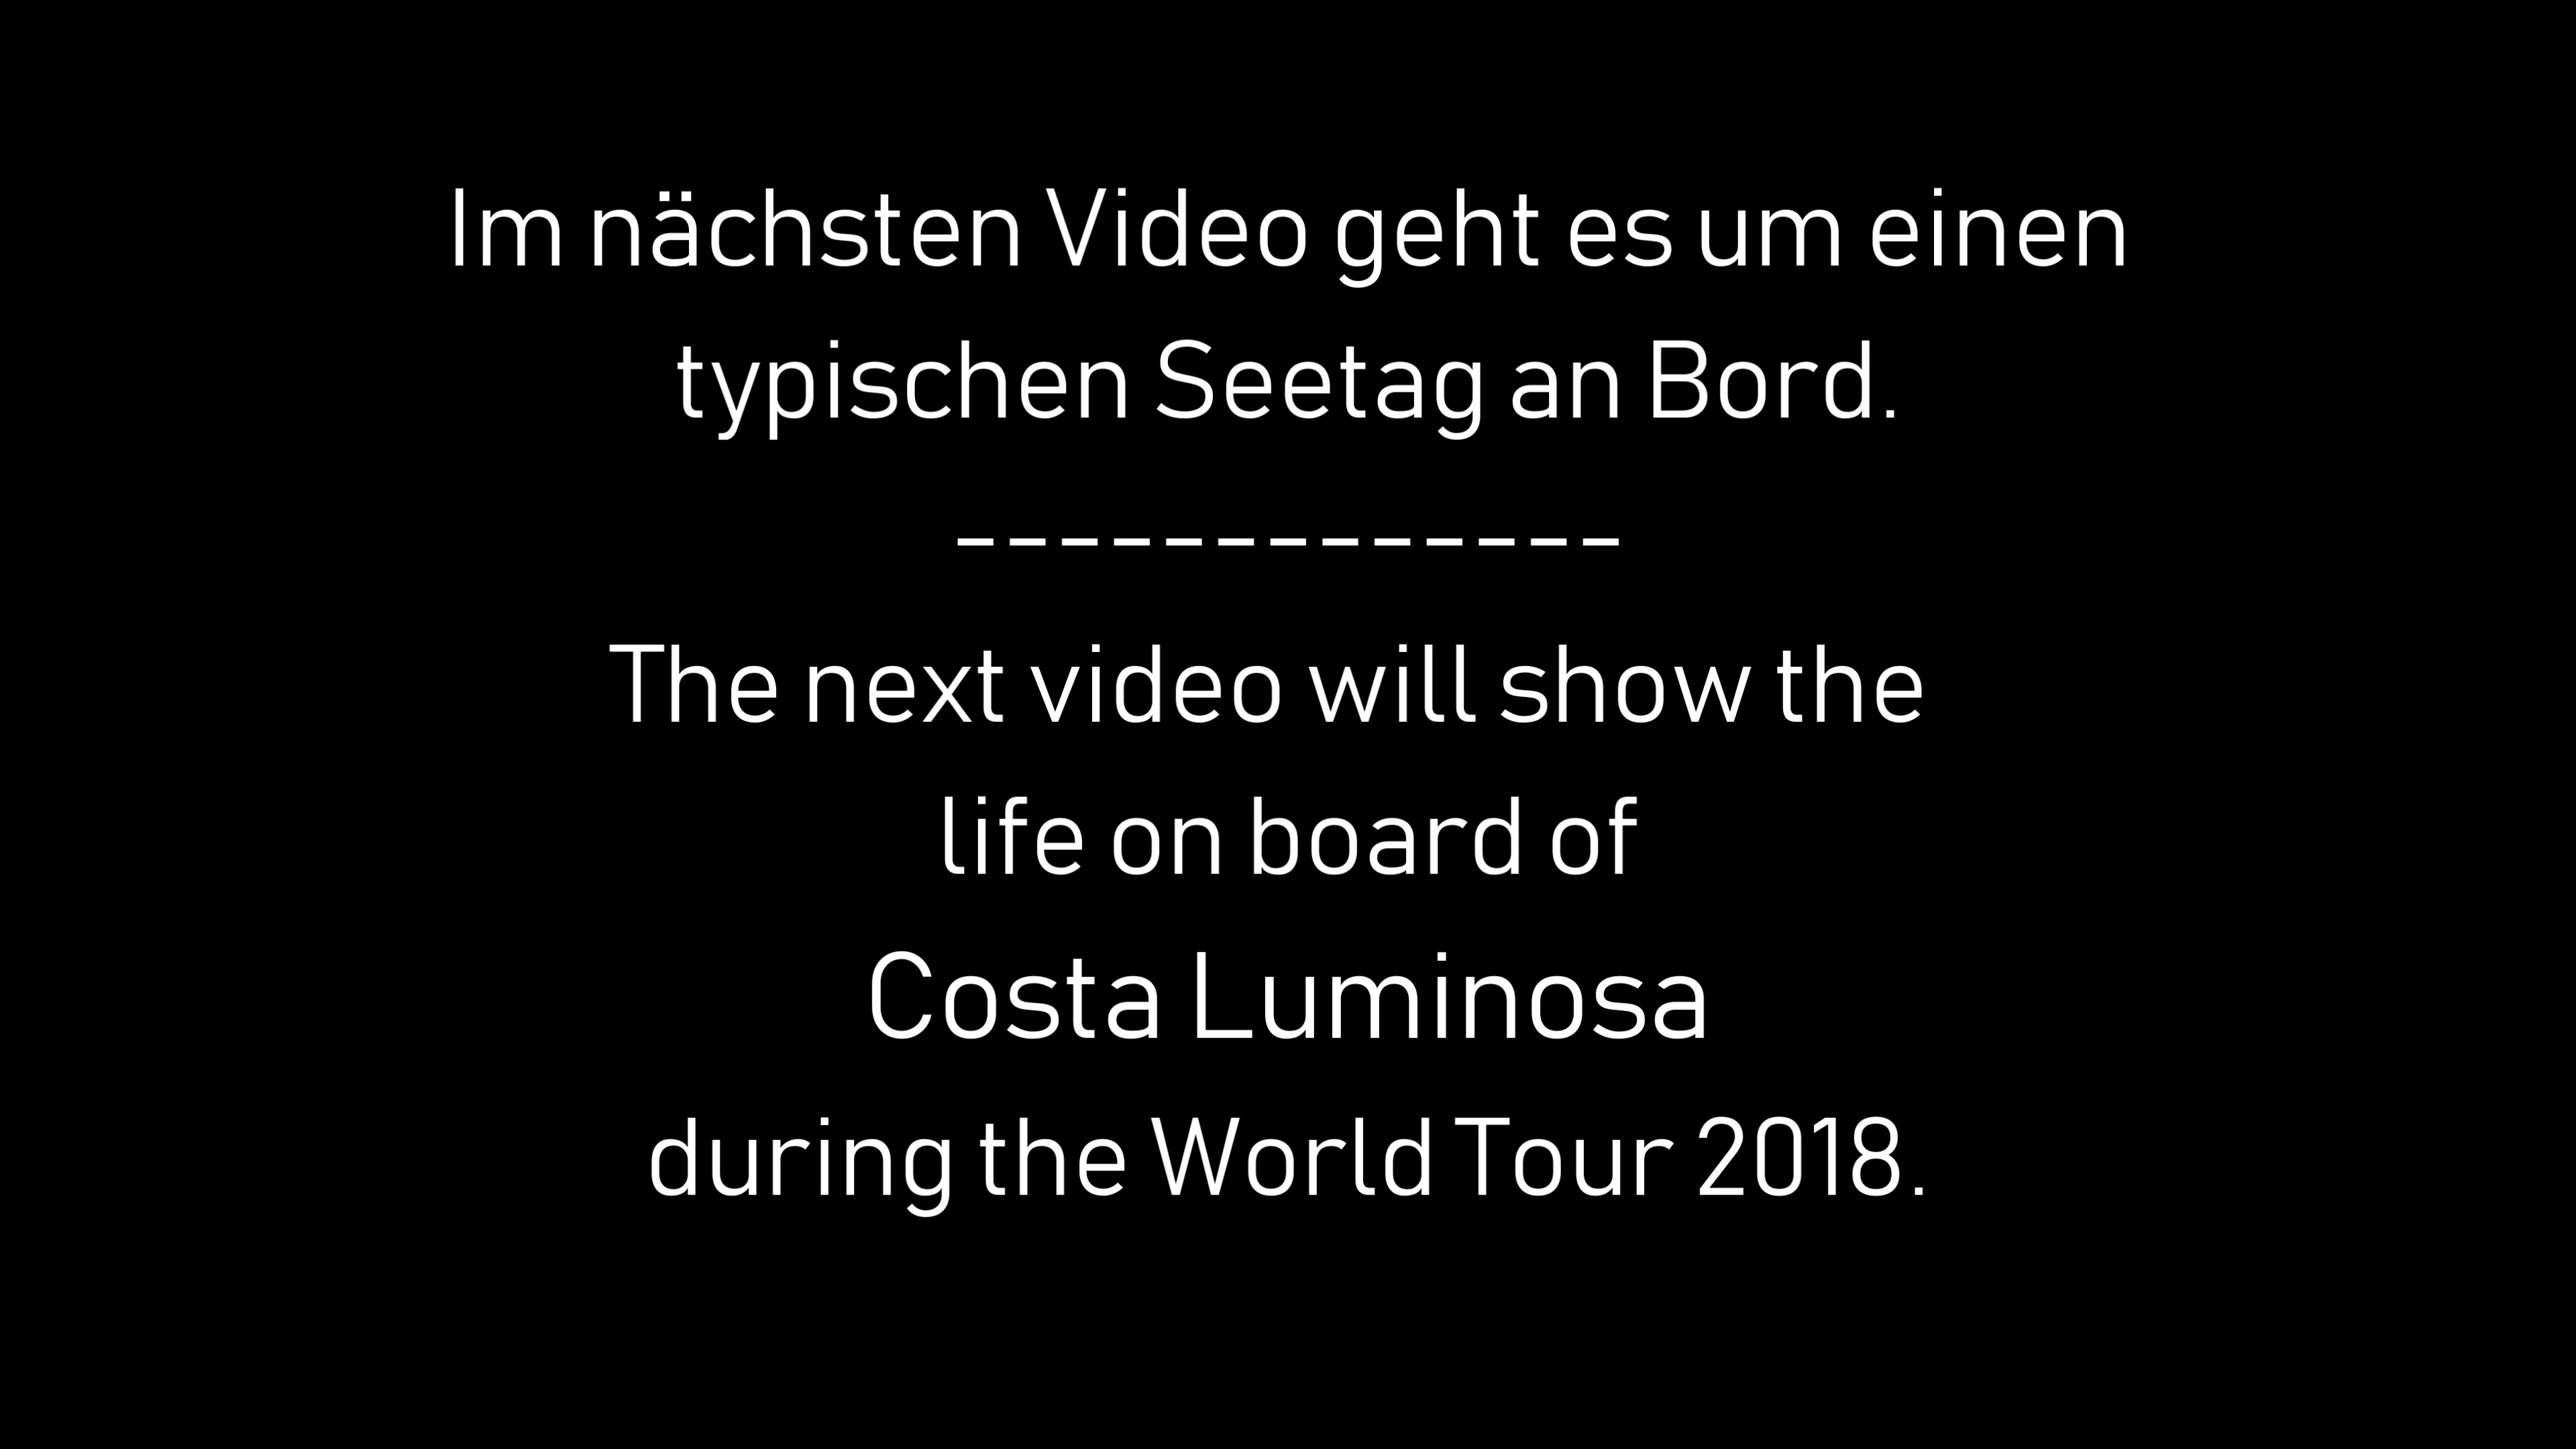 Im nächsten Video geht es um einen
typischen Seetag an Bord.
-------------
The next video will show the
life on board of
Costa Luminosa
during the World Tour 2018.